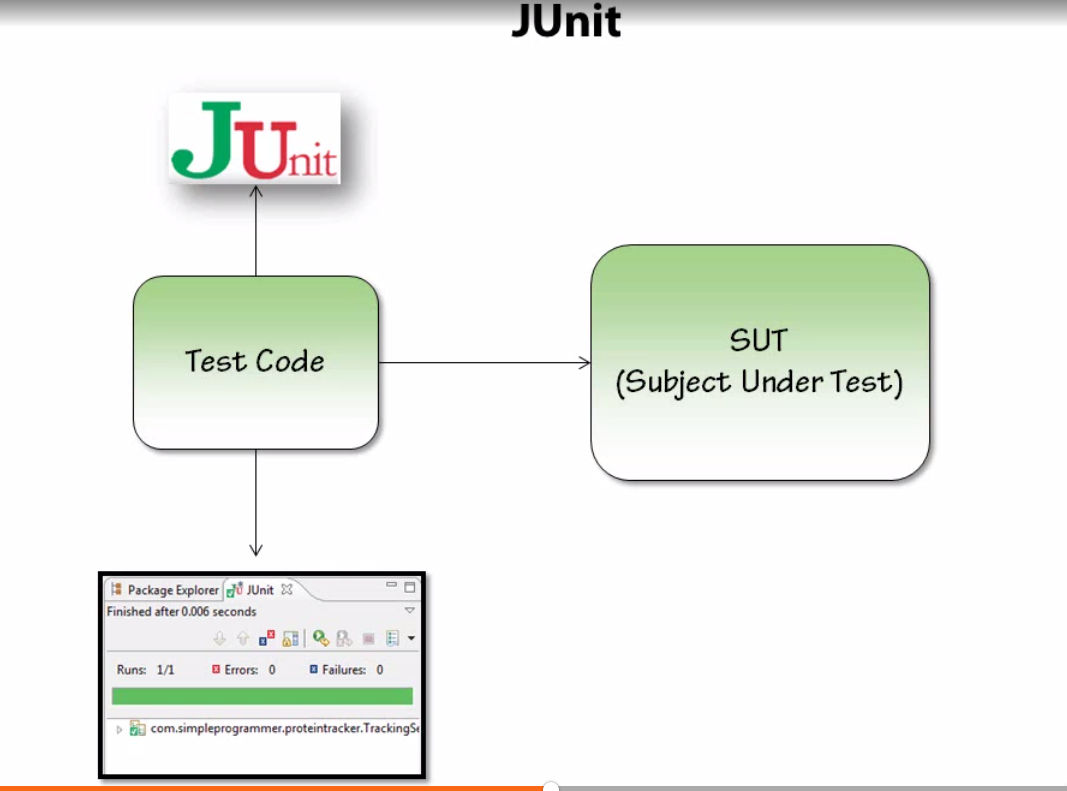 JUnit
JUnit
Test Code
SUT
(Subject Under Test)
Package Explorer JUnit
Finished after 0.006 seconds
Runs: 1/1 Errors: 0 Failures: 0
com.simpleprogrammer.proteintracker.TrackingSe